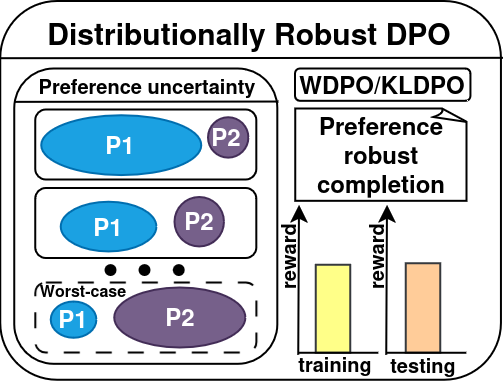 Distributionally Robust DPO
Preference uncertainty
P1
P2
P1
P2
Worst-case
P1
P2
WDPO/KLDPO
Preference
robust
completion
reward
training
reward
testing